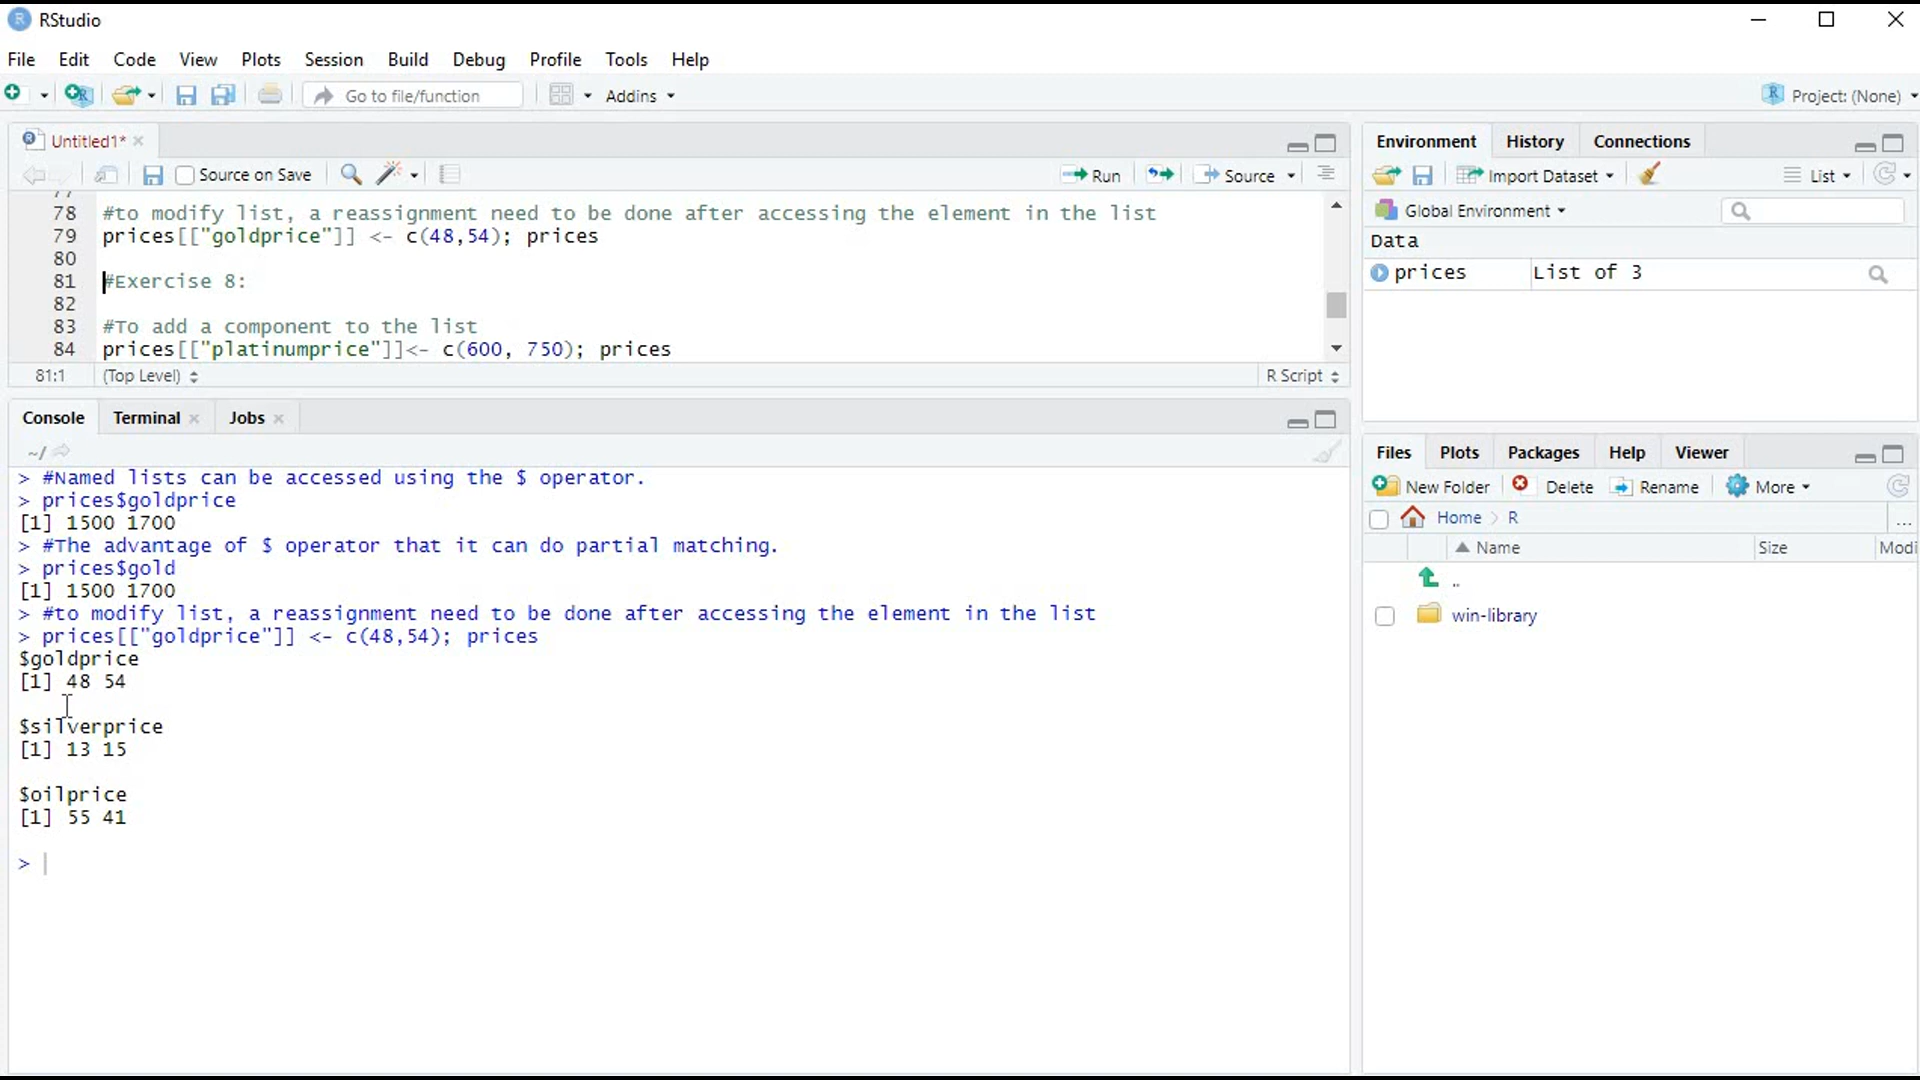 RStudio
File Edit Code View Plots Session Build Debug Profile Tools Help
Go to file/function Addins Project: (None)
Untitled1*
Source on Save Run Source
77
78 #to modify list, a reassignment need to be done after accessing the element in the list
79 prices[["goldprice"]] <- c(48,54); prices
80
81 #Exercise 8:
82
83 #To add a component to the list
84 prices[["platinumprice"]]<- c(600, 750); prices
81:1 (Top Level) R Script
Console Terminal Jobs
~/
> #Named lists can be accessed using the $ operator.
> prices$goldprice
[1] 1500 1700
> #The advantage of $ operator that it can do partial matching.
> prices$gold
[1] 1500 1700
> #to modify list, a reassignment need to be done after accessing the element in the list
> prices[["goldprice"]] <- c(48,54); prices
$goldprice
[1] 48 54
$silverprice
[1] 13 15
$oilprice
[1] 55 41
>
Environment History Connections
Import Dataset List
Global Environment
Data
prices List of 3
Files Plots Packages Help Viewer
New Folder Delete Rename More
Home R ...
Name Size Modi
..
win-library